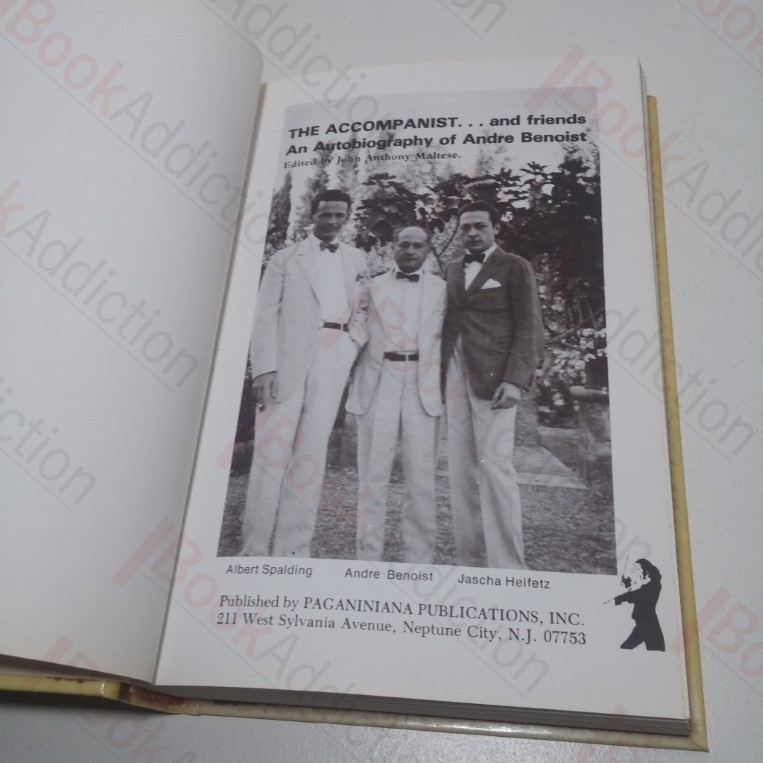 THE ACCOMPANIST. . . and friends
An Autobiography of Andre Benoist
Edited by John Anthony Maltese.
Albert Spalding Andre Benoist Jascha Heifetz
Published by PAGANINIANA PUBLICATIONS, INC.
211 West Sylvania Avenue, Neptune City, N.J. 07753
BookAddiction